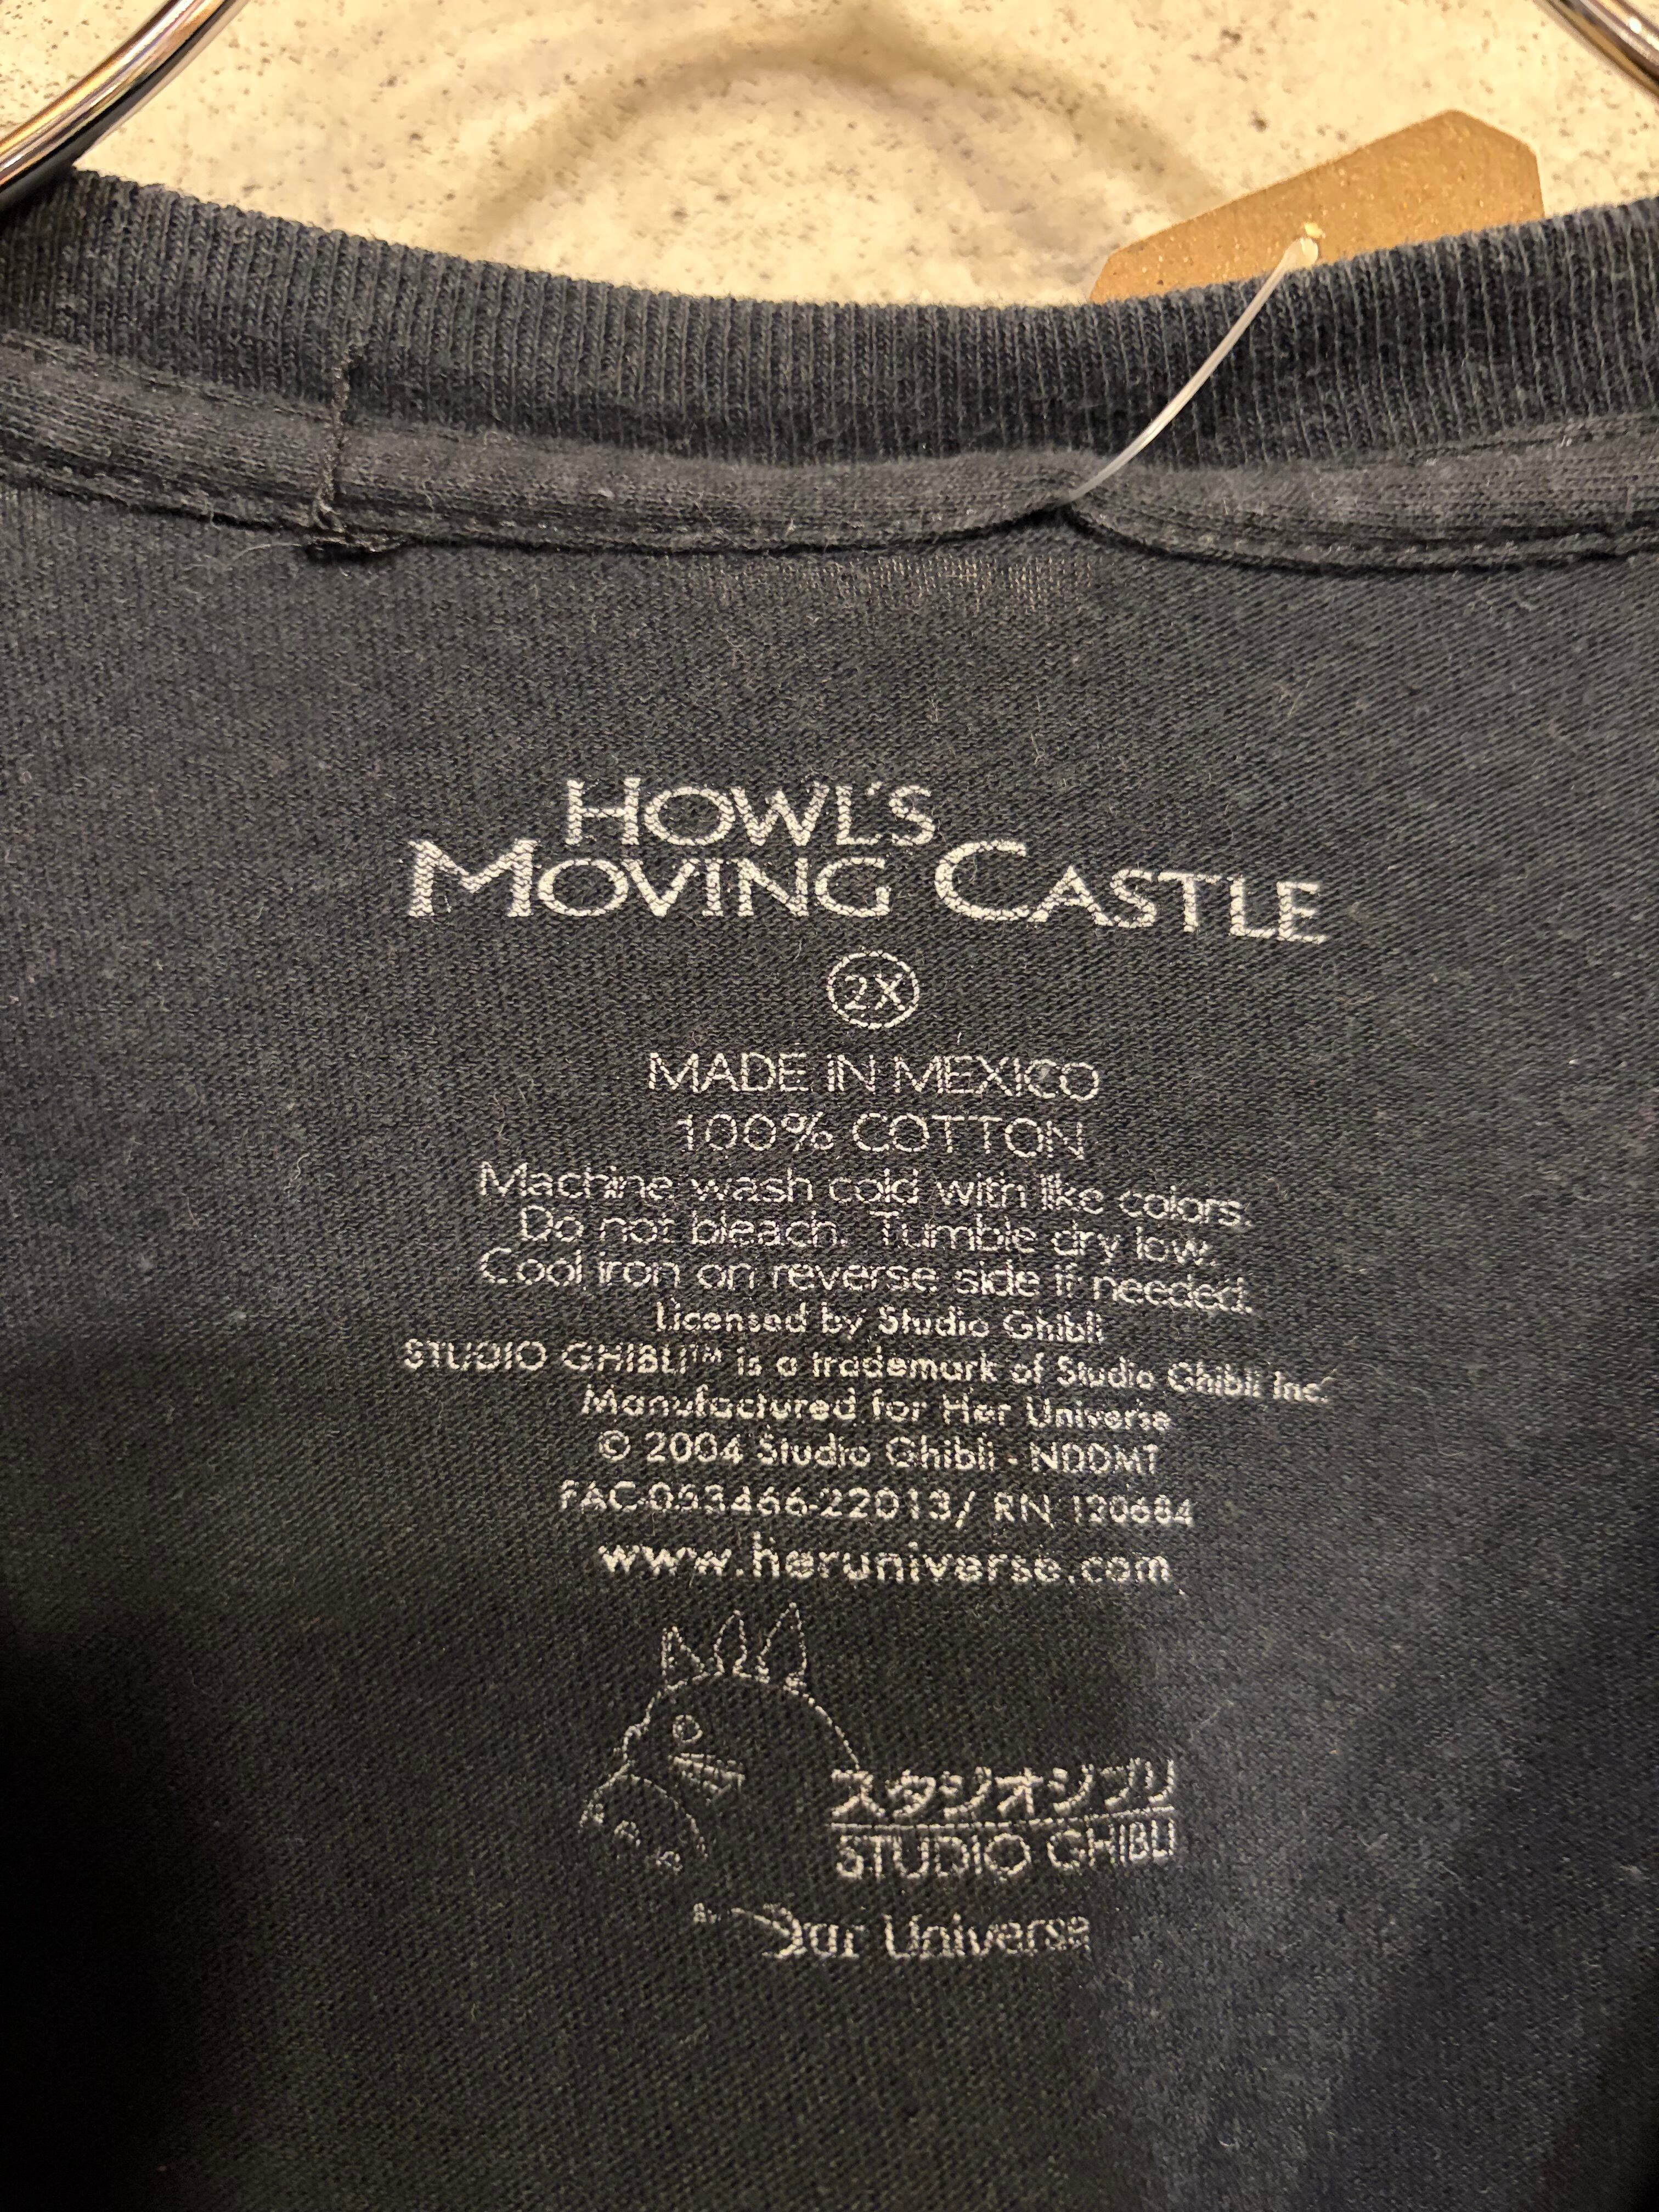 HOWL'S
MOVING CASTLE
2X
MADE IN MEXICO
100% COTTON
Machine wash cold with like colors.
Do not bleach. Tumble dry low.
Cool iron on reverse side if needed.
Licensed by Studio Ghibli
STUDIO GHIBLI™ is a trademark of Studio Ghibli Inc.
Manufactured for Her Universe
© 2004 Studio Ghibli - NDDMT
FAC-053466-22013/ RN 120684
www.heruniverse.com
スタジオジブリ
STUDIO GHIBLI
Her Universe